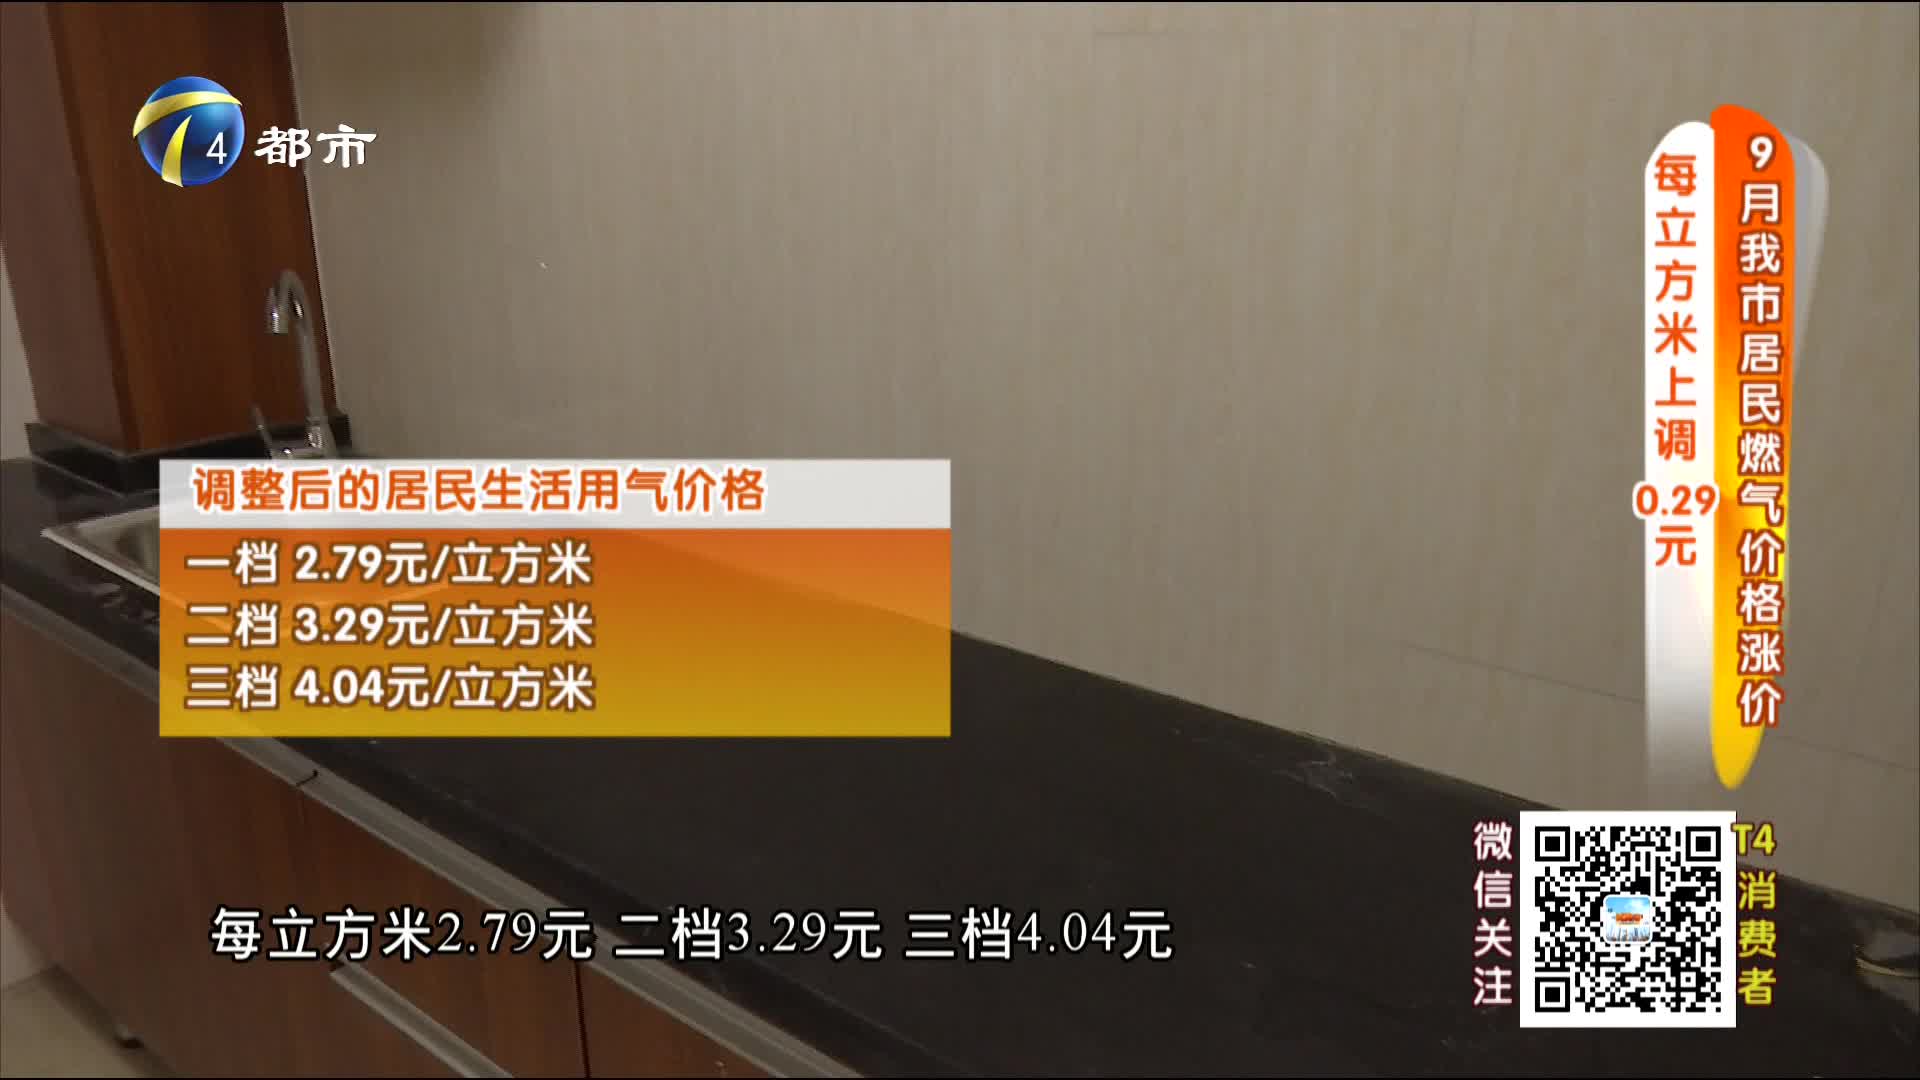 4 都市
9月我市居民燃气价格涨价
每立方米上调0.29元
调整后的居民生活用气价格
一档 2.79元/立方米
二档 3.29元/立方米
三档 4.04元/立方米
每立方米2.79元 二档3.29元 三档4.04元
微信关注
T4消费者